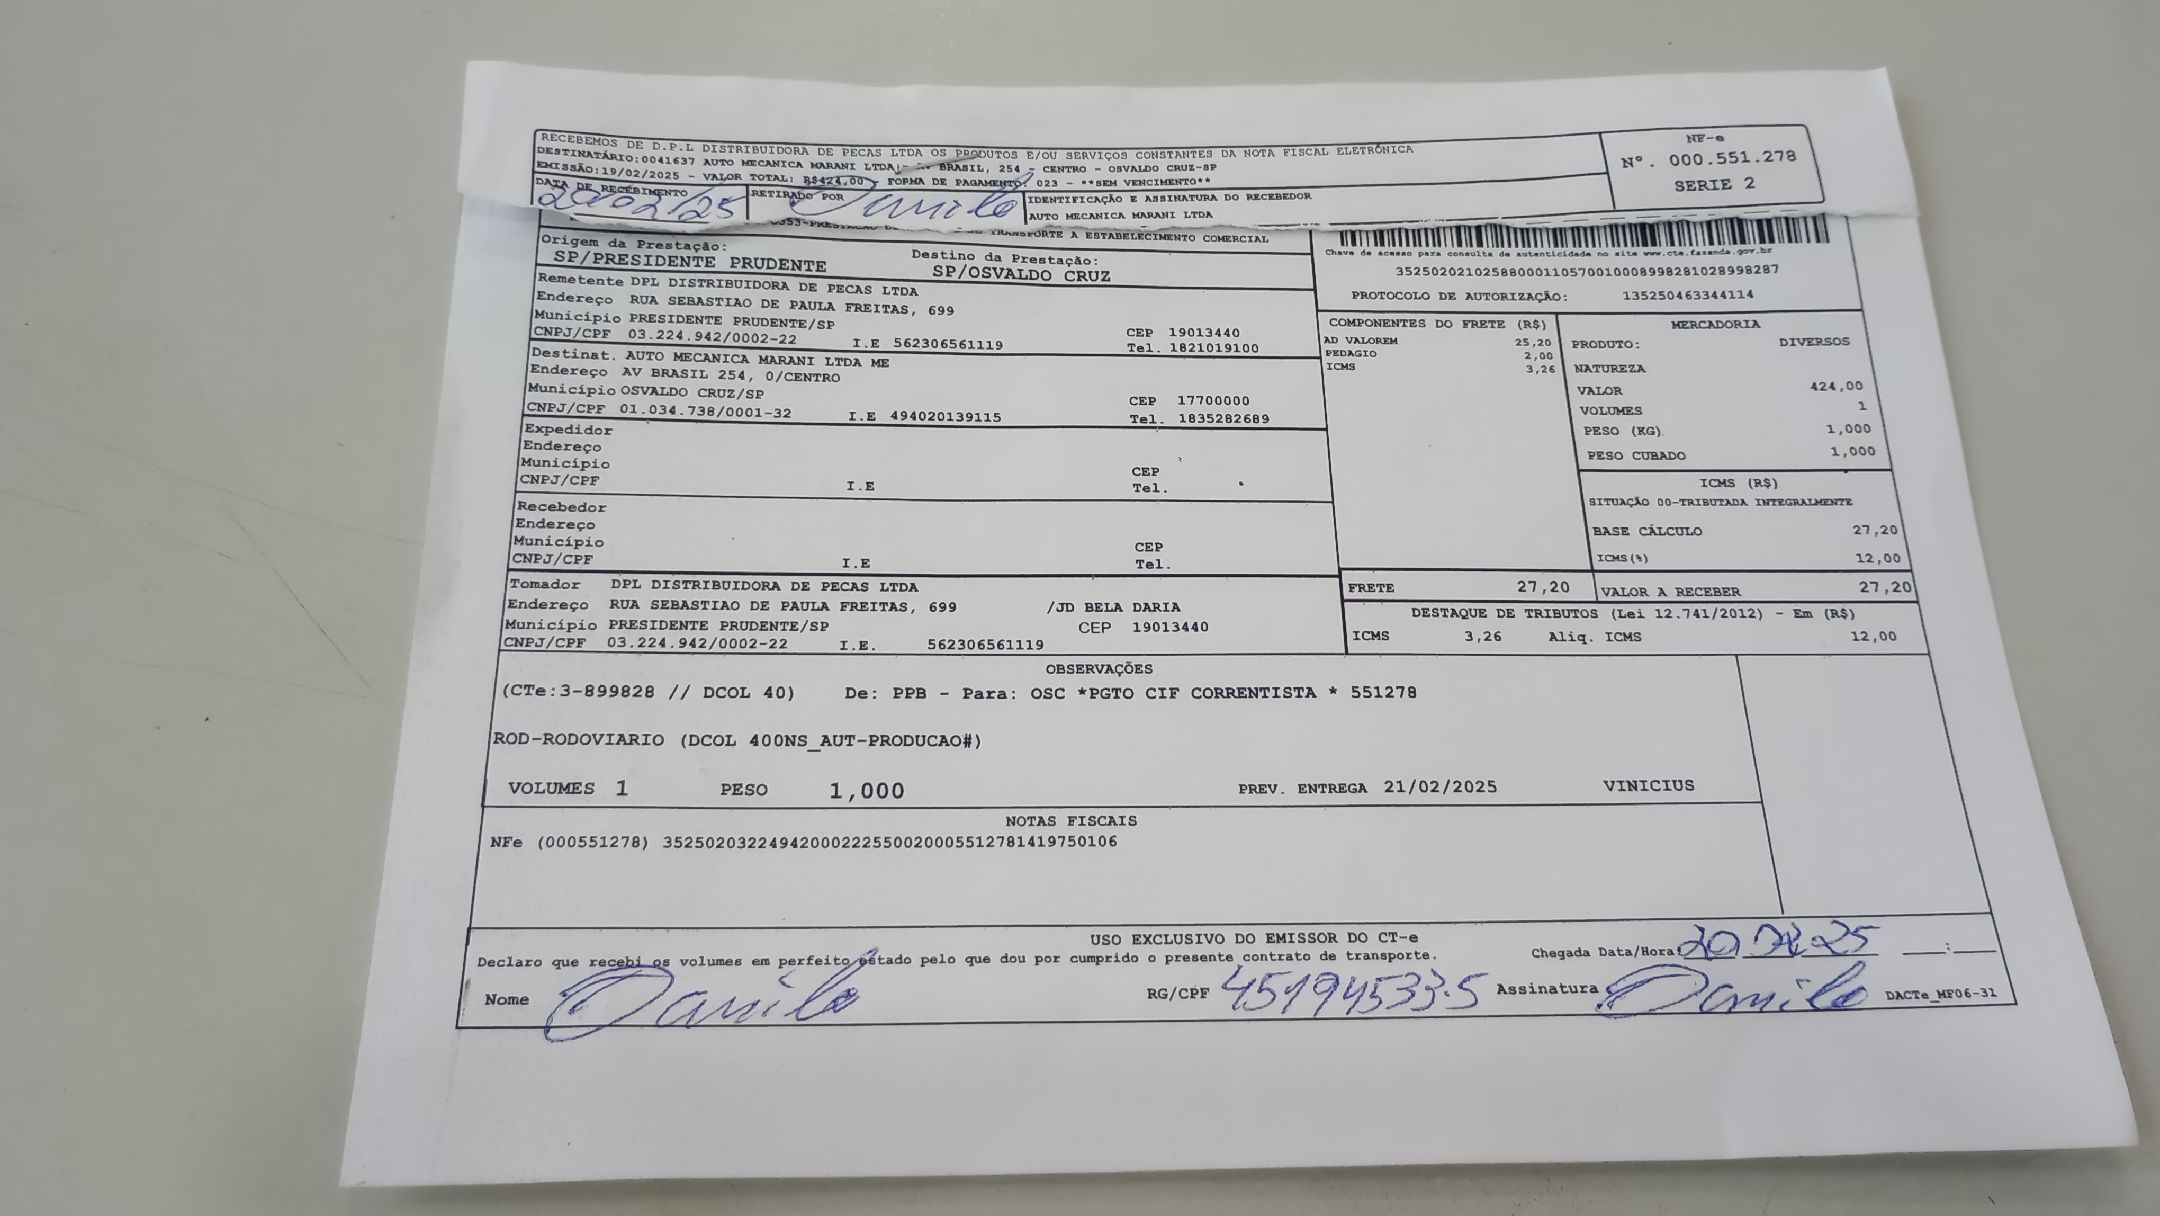 RECEBEMOS DE D.P.L DISTRIBUIDORA DE PECAS LTDA OS PRODUTOS E/OU SERVIÇOS CONSTANTES DA NOTA FISCAL ELETRÔNICA
DESTINATÁRIO:0041637 AUTO MECANICA MARANI LTDA BRASIL, 254 - CENTRO - OSVALDO CRUZ-SP
EMISSÃO:19/02/2025 - VALOR TOTAL: R$424,00 FORMA DE PAGAMENTO: 023 - **SEM VENCIMENTO**
NF-e
Nº. 000.551.278
SERIE 2
DATA DE RECEBIMENTO 20/02/25
RETIRADO POR Danilo
IDENTIFICAÇÃO E ASSINATURA DO RECEBEDOR
AUTO MECANICA MARANI LTDA
TRANSPORTE A ESTABELECIMENTO COMERCIAL
Origem da Prestação: Destino da Prestação:
SP/PRESIDENTE PRUDENTE SP/OSVALDO CRUZ
Chave de acesso para consulta de autenticidade no site www.cte.fazenda.gov.br
35250202102588000110570010008998281028998287
PROTOCOLO DE AUTORIZAÇÃO: 135250463344114
Remetente DPL DISTRIBUIDORA DE PECAS LTDA
Endereço RUA SEBASTIAO DE PAULA FREITAS, 699
Município PRESIDENTE PRUDENTE/SP CEP 19013440
CNPJ/CPF 03.224.942/0002-22 I.E 562306561119 Tel. 1821019100
Destinat. AUTO MECANICA MARANI LTDA ME
Endereço AV BRASIL 254, 0/CENTRO
Município OSVALDO CRUZ/SP CEP 17700000
CNPJ/CPF 01.034.738/0001-32 I.E 494020139115 Tel. 1835282689
Expedidor
Endereço
Município CEP
CNPJ/CPF I.E Tel.
Recebedor
Endereço
Município CEP
CNPJ/CPF I.E Tel.
Tomador DPL DISTRIBUIDORA DE PECAS LTDA
Endereço RUA SEBASTIAO DE PAULA FREITAS, 699 /JD BELA DARIA
Município PRESIDENTE PRUDENTE/SP CEP 19013440
CNPJ/CPF 03.224.942/0002-22 I.E. 562306561119
COMPONENTES DO FRETE (R$)
AD VALOREM 25,20
PEDAGIO 2,00
ICMS 3,26
MERCADORIA
PRODUTO: DIVERSOS
NATUREZA
VALOR 424,00
VOLUMES 1
PESO (KG). 1,000
PESO CUBADO 1,000
ICMS (R$)
SITUAÇÃO 00-TRIBUTADA INTEGRALMENTE
BASE CÁLCULO 27,20
ICMS(%) 12,00
FRETE 27,20 VALOR A RECEBER 27,20
DESTAQUE DE TRIBUTOS (Lei 12.741/2012) - Em (R$)
ICMS 3,26 Aliq. ICMS 12,00
OBSERVAÇÕES
(CTe:3-899828 // DCOL 40) De: PPB - Para: OSC *PGTO CIF CORRENTISTA * 551278
ROD-RODOVIARIO (DCOL 400NS_AUT-PRODUCAO#)
VOLUMES 1 PESO 1,000 PREV. ENTREGA 21/02/2025 VINICIUS
NOTAS FISCAIS
NFe (000551278) 35250203224942000222550020005512781419750106
USO EXCLUSIVO DO EMISSOR DO CT-e
Declaro que recebi os volumes em perfeito estado pelo que dou por cumprido o presente contrato de transporte. Chegada Data/Hora 20 02 25 ___:___
Nome Danilo RG/CPF 45194533-5 Assinatura Danilo DACTe_MF06-31